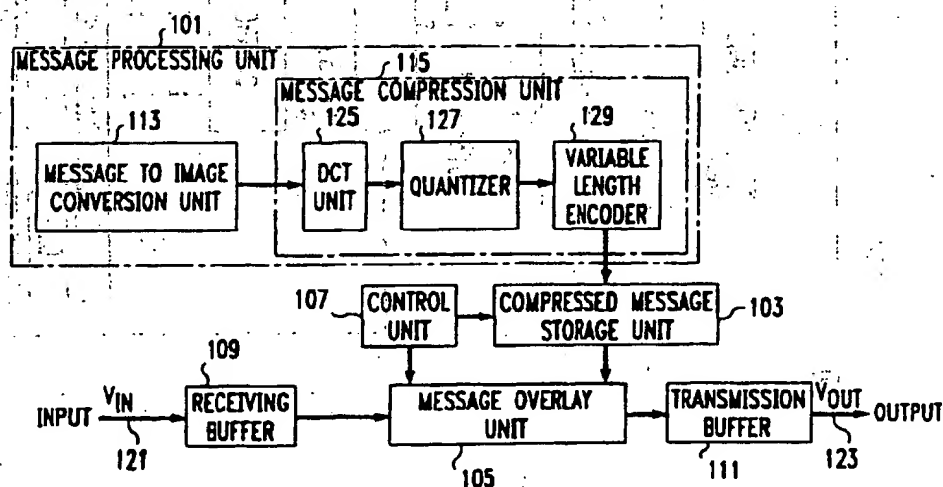 101
MESSAGE PROCESSING UNIT
115
MESSAGE COMPRESSION UNIT
113
125
127
129
MESSAGE TO IMAGE
CONVERSION UNIT
DCT
UNIT
QUANTIZER
VARIABLE
LENGTH
ENCODER
107
CONTROL
UNIT
COMPRESSED MESSAGE
STORAGE UNIT
103
109
INPUT
VIN
121
RECEIVING
BUFFER
MESSAGE OVERLAY
UNIT
105
TRANSMISSION
BUFFER
111
VOUT
123
OUTPUT